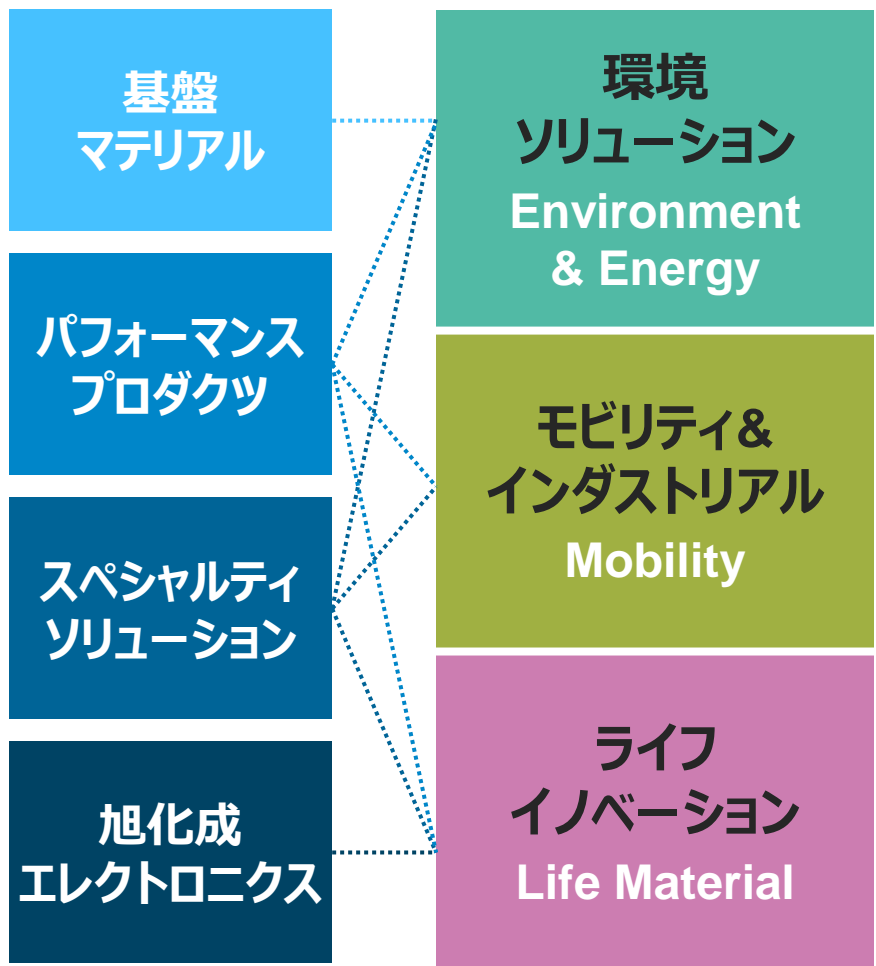 基盤
マテリアル
パフォーマンス
プロダクツ
スペシャルティ
ソリューション
旭化成
エレクトロニクス
環境
ソリューション
Environment
& Energy
モビリティ&
インダストリアル
Mobility
ライフ
イノベーション
Life Material